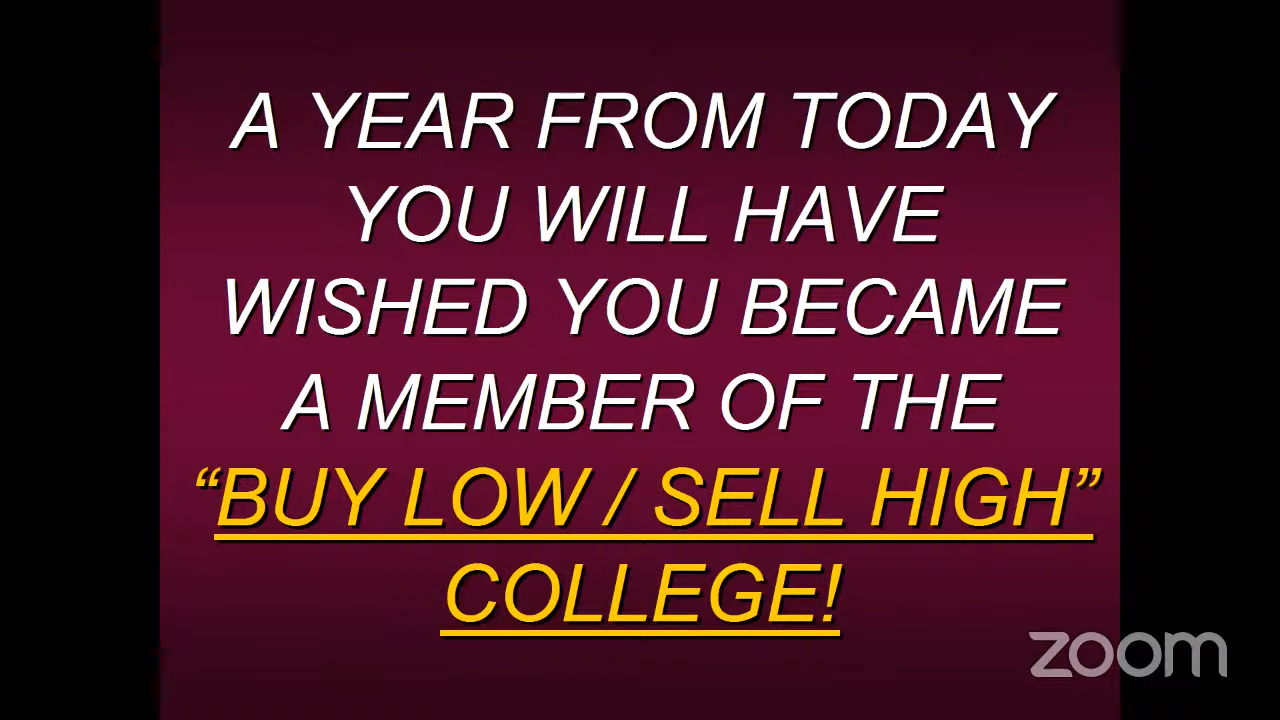 A YEAR FROM TODAY
YOU WILL HAVE
WISHED YOU BECAME
A MEMBER OF THE
“BUY LOW / SELL HIGH”
COLLEGE!
zoom